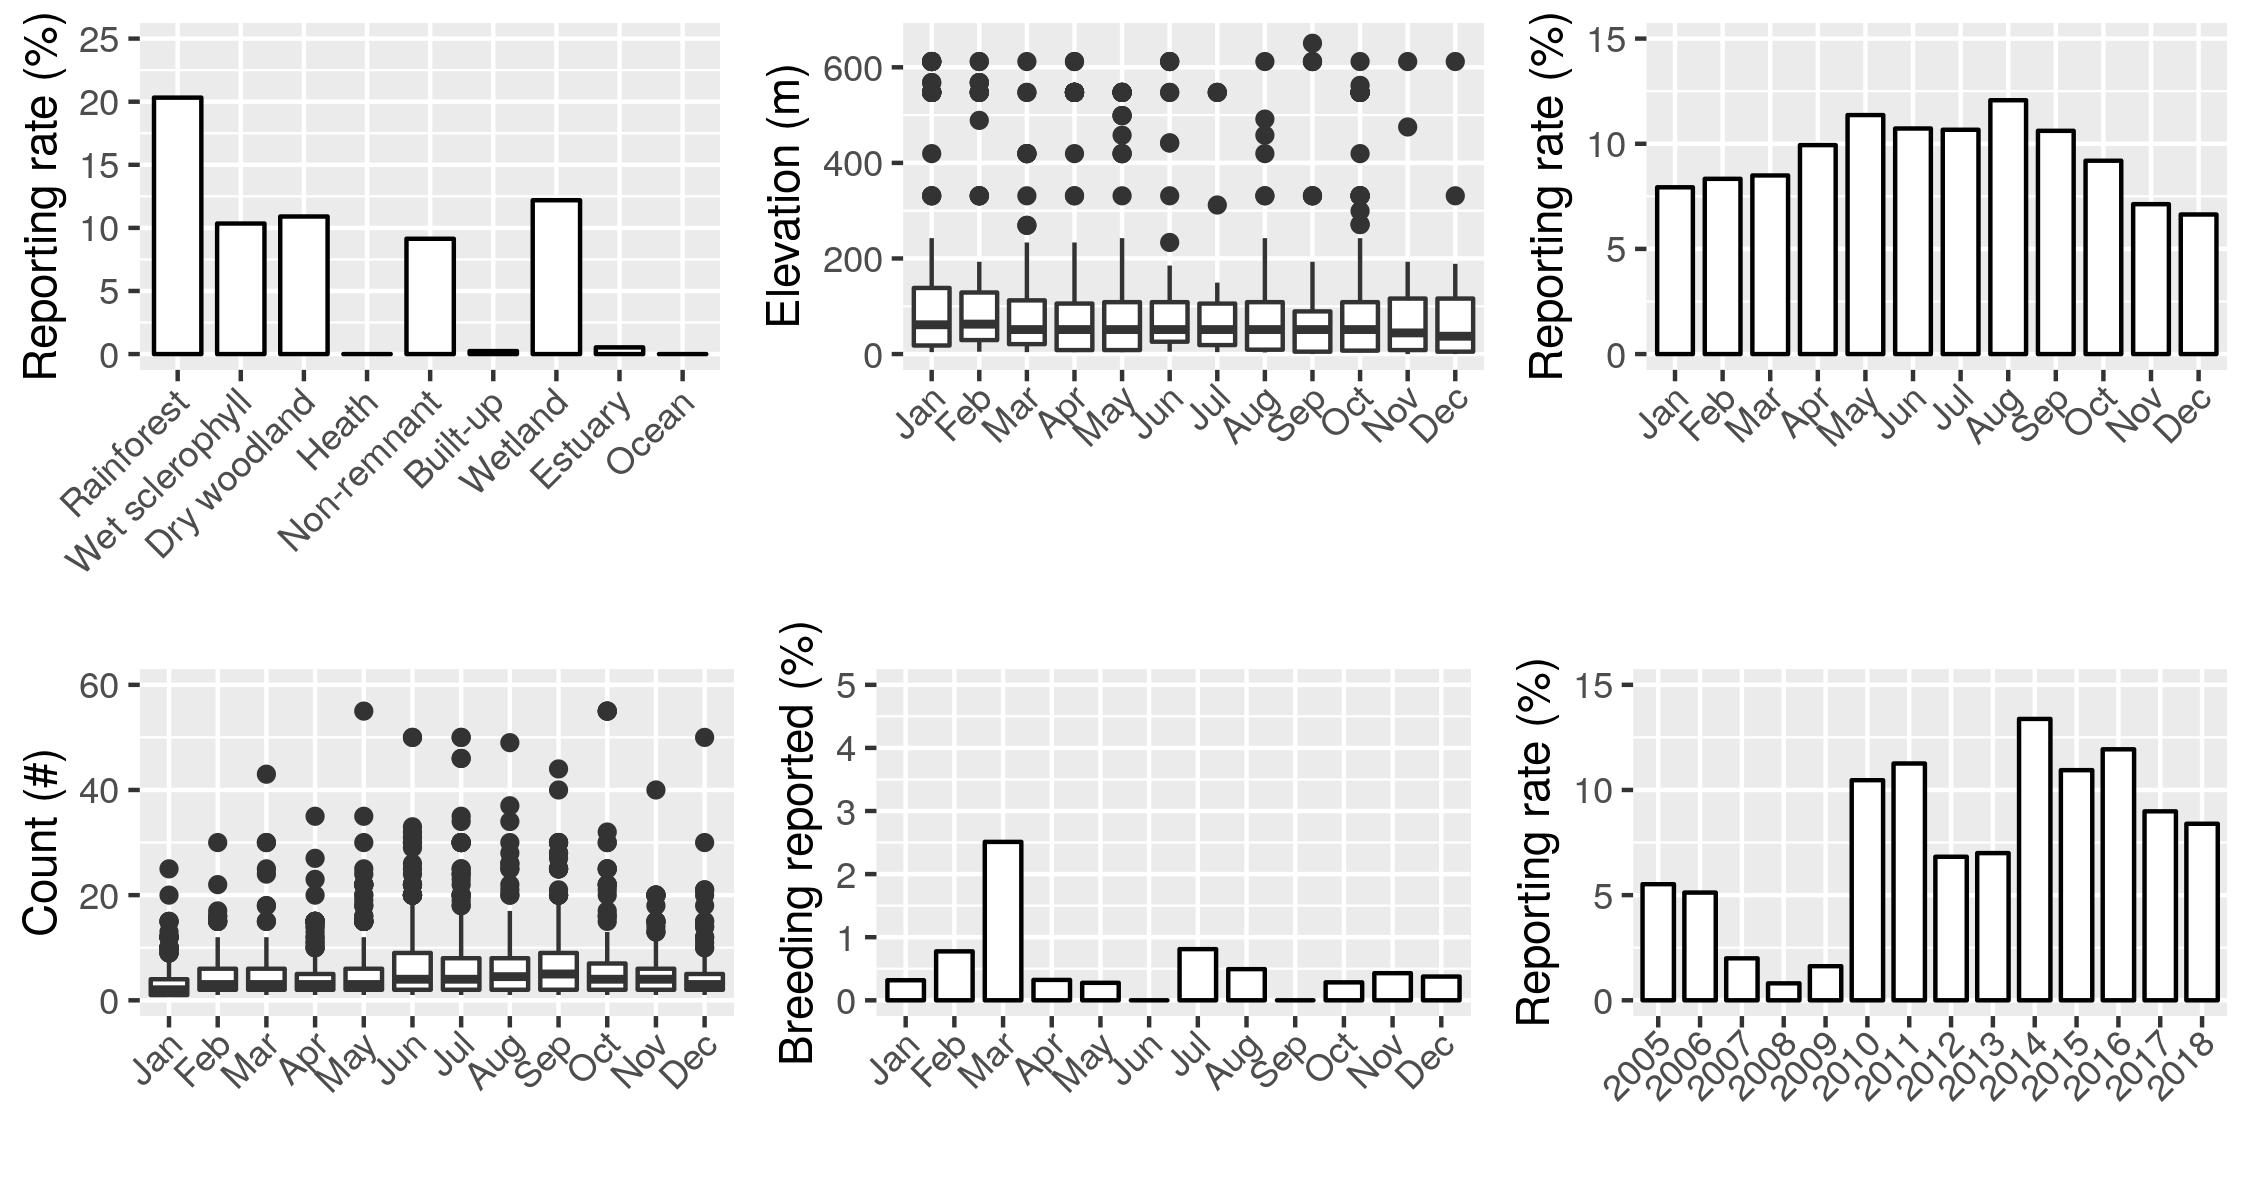 Reporting rate (%)
25
20
15
10
5
0
Rainforest
Wet sclerophyll
Dry woodland
Heath
Non-remnant
Built-up
Wetland
Estuary
Ocean
Elevation (m)
600
400
200
0
Jan
Feb
Mar
Apr
May
Jun
Jul
Aug
Sep
Oct
Nov
Dec
Reporting rate (%)
15
10
5
0
Jan
Feb
Mar
Apr
May
Jun
Jul
Aug
Sep
Oct
Nov
Dec
Count (#)
60
40
20
0
Jan
Feb
Mar
Apr
May
Jun
Jul
Aug
Sep
Oct
Nov
Dec
Breeding reported (%)
5
4
3
2
1
0
Jan
Feb
Mar
Apr
May
Jun
Jul
Aug
Sep
Oct
Nov
Dec
Reporting rate (%)
15
10
5
0
2005
2006
2007
2008
2009
2010
2011
2012
2013
2014
2015
2016
2017
2018